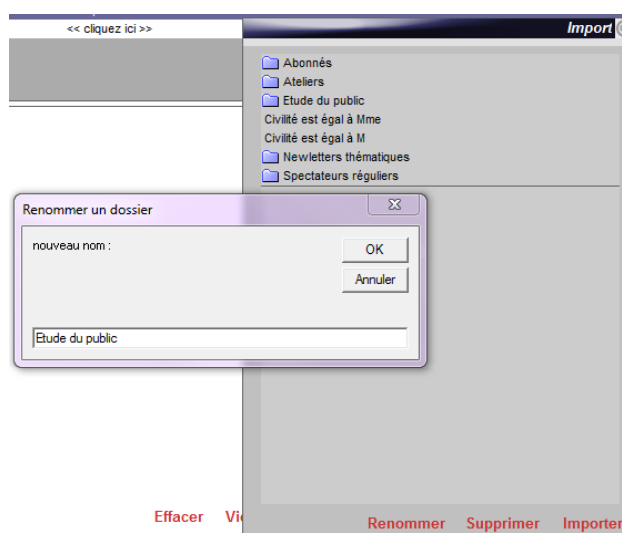 << cliquez ici >>
Import
Abonnés
Ateliers
Etude du public
Civilité est égal à Mme
Civilité est égal à M
Newletters thématiques
Spectateurs réguliers
Renommer un dossier
nouveau nom :
OK
Annuler
Etude du public
Effacer
Renommer Supprimer Importer